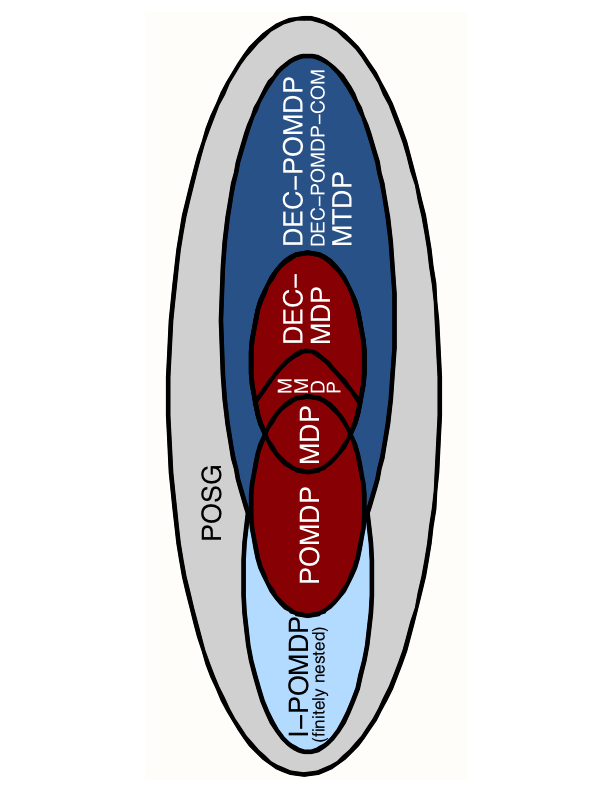 POSG
DEC–POMDP
DEC–POMDP–COM
MTDP
DEC–
MDP
M
M
D
P
MDP
POMDP
I–POMDP
(finitely nested)